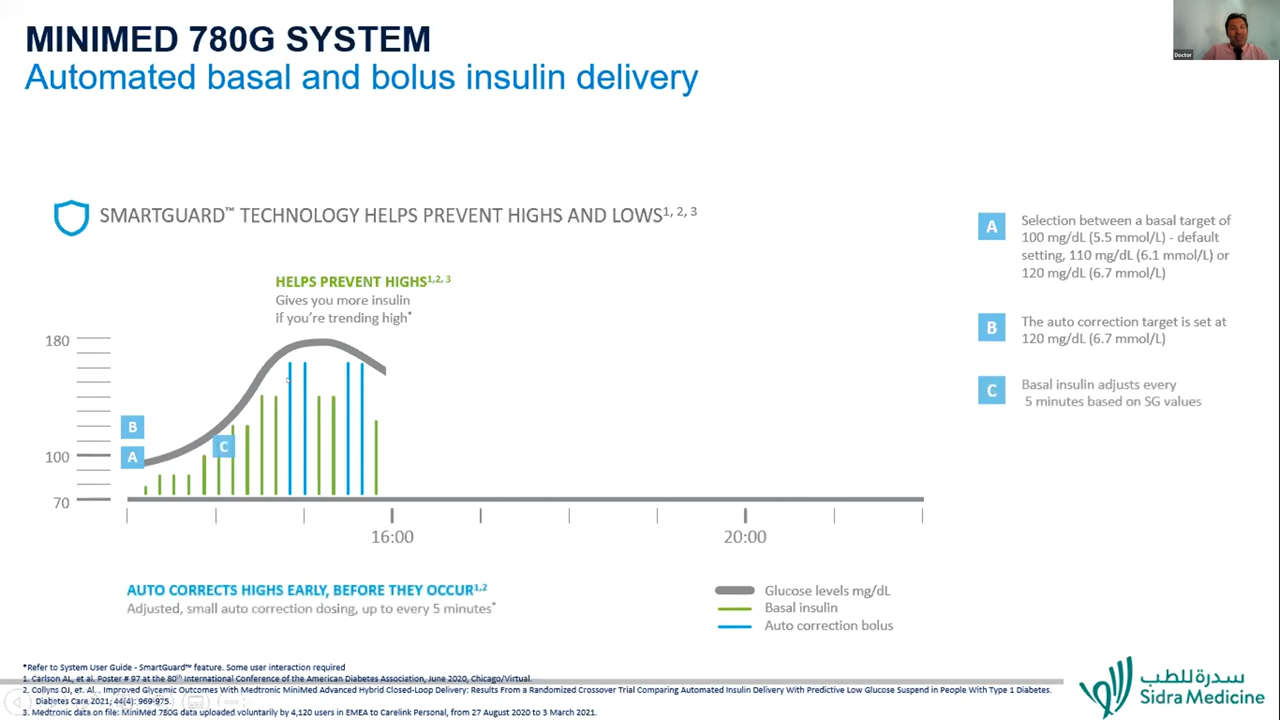 MINIMED 780G SYSTEM
Automated basal and bolus insulin delivery
Doctor
SMARTGUARD™ TECHNOLOGY HELPS PREVENT HIGHS AND LOWS1, 2, 3
HELPS PREVENT HIGHS1,2, 3
Gives you more insulin
if you're trending high*
180
B
A
C
100
70
16:00
20:00
A
Selection between a basal target of
100 mg/dL (5.5 mmol/L) - default
setting, 110 mg/dL (6.1 mmol/L) or
120 mg/dL (6.7 mmol/L)
B
The auto correction target is set at
120 mg/dL (6.7 mmol/L)
C
Basal insulin adjusts every
5 minutes based on SG values
AUTO CORRECTS HIGHS EARLY, BEFORE THEY OCCUR1,2
Adjusted, small auto correction dosing, up to every 5 minutes*
Glucose levels mg/dL
Basal insulin
Auto correction bolus
*Refer to System User Guide - SmartGuard™ feature. Some user interaction required
1. Carlson AL, et al. Poster # 97 at the 80th International Conference of the American Diabetes Association, June 2020, Chicago/Virtual.
2. Collyns OJ, et. Al. , Improved Glycemic Outcomes With Medtronic MiniMed Advanced Hybrid Closed-Loop Delivery: Results From a Randomized Crossover Trial Comparing Automated Insulin Delivery With Predictive Low Glucose Suspend in People With Type 1 Diabetes.
Diabetes Care 2021; 44(4): 969-975.
3. Medtronic data on file: MiniMed 780G data uploaded voluntarily by 4,120 users in EMEA to Carelink Personal, from 27 August 2020 to 3 March 2021.
سدرة للطب
Sidra Medicine